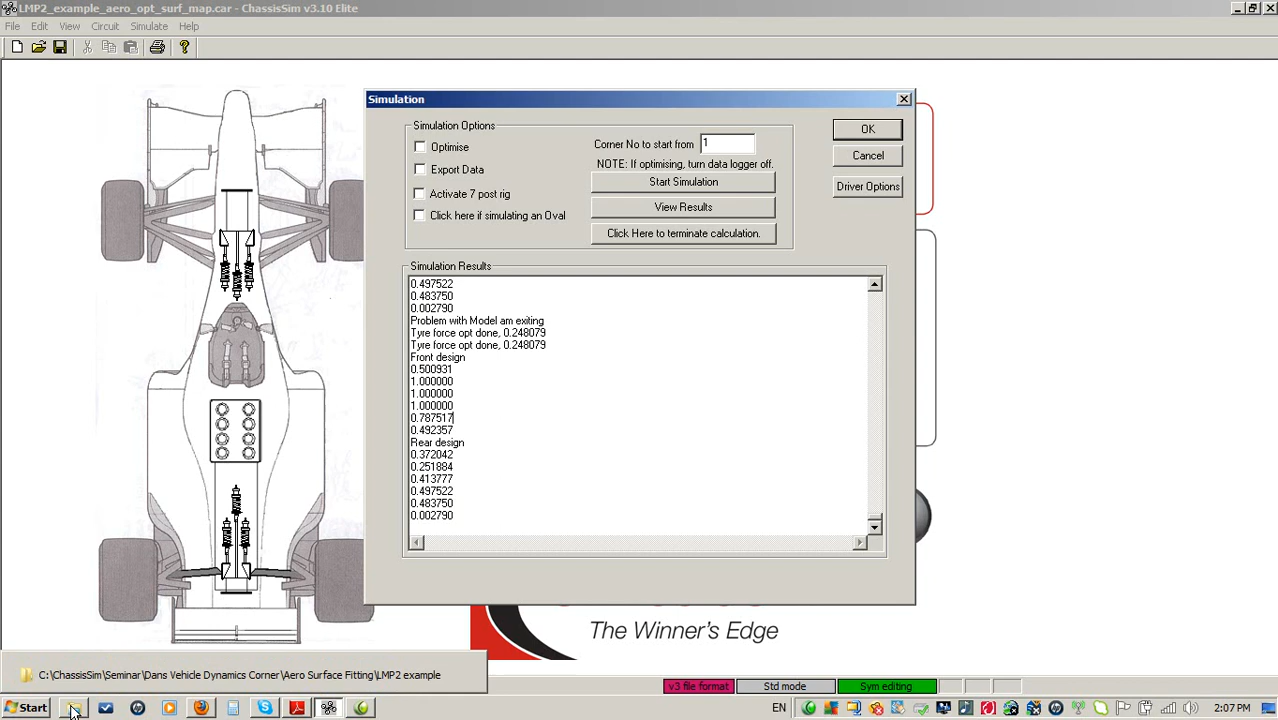 LMP2_example_aero_opt_surf_map.car - ChassisSim v3.10 Elite
File Edit View Circuit Simulate Help
Simulation
Simulation Options
Optimise
Export Data
Activate 7 post rig
Click here if simulating an Oval
Corner No to start from 1
NOTE: If optimising, turn data logger off.
Start Simulation
View Results
Click Here to terminate calculation.
OK
Cancel
Driver Options
Simulation Results
0.497522
0.483750
0.002790
Problem with Model am exiting
Tyre force opt done, 0.248079
Tyre force opt done, 0.248079
Front design
0.500931
1.000000
1.000000
1.000000
0.787517
0.492357
Rear design
0.372042
0.251884
0.413777
0.497522
0.483750
0.002790
The Winner's Edge
C:\ChassisSim\Seminar\Dans Vehicle Dynamics Corner\Aero Surface Fitting\LMP2 example
v3 file format Std mode Sym editing
Start EN 2:07 PM